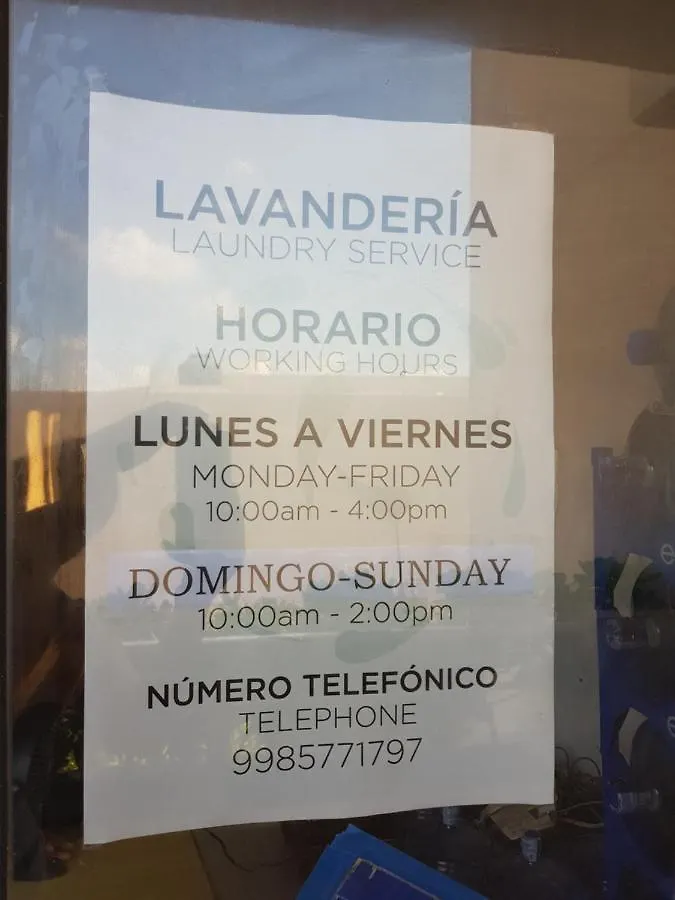 LAVANDERÍA
LAUNDRY SERVICE
HORARIO
WORKING HOURS
LUNES A VIERNES
MONDAY-FRIDAY
10:00am - 4:00pm
DOMINGO-SUNDAY
10:00am - 2:00pm
NÚMERO TELEFÓNICO
TELEPHONE
9985771797